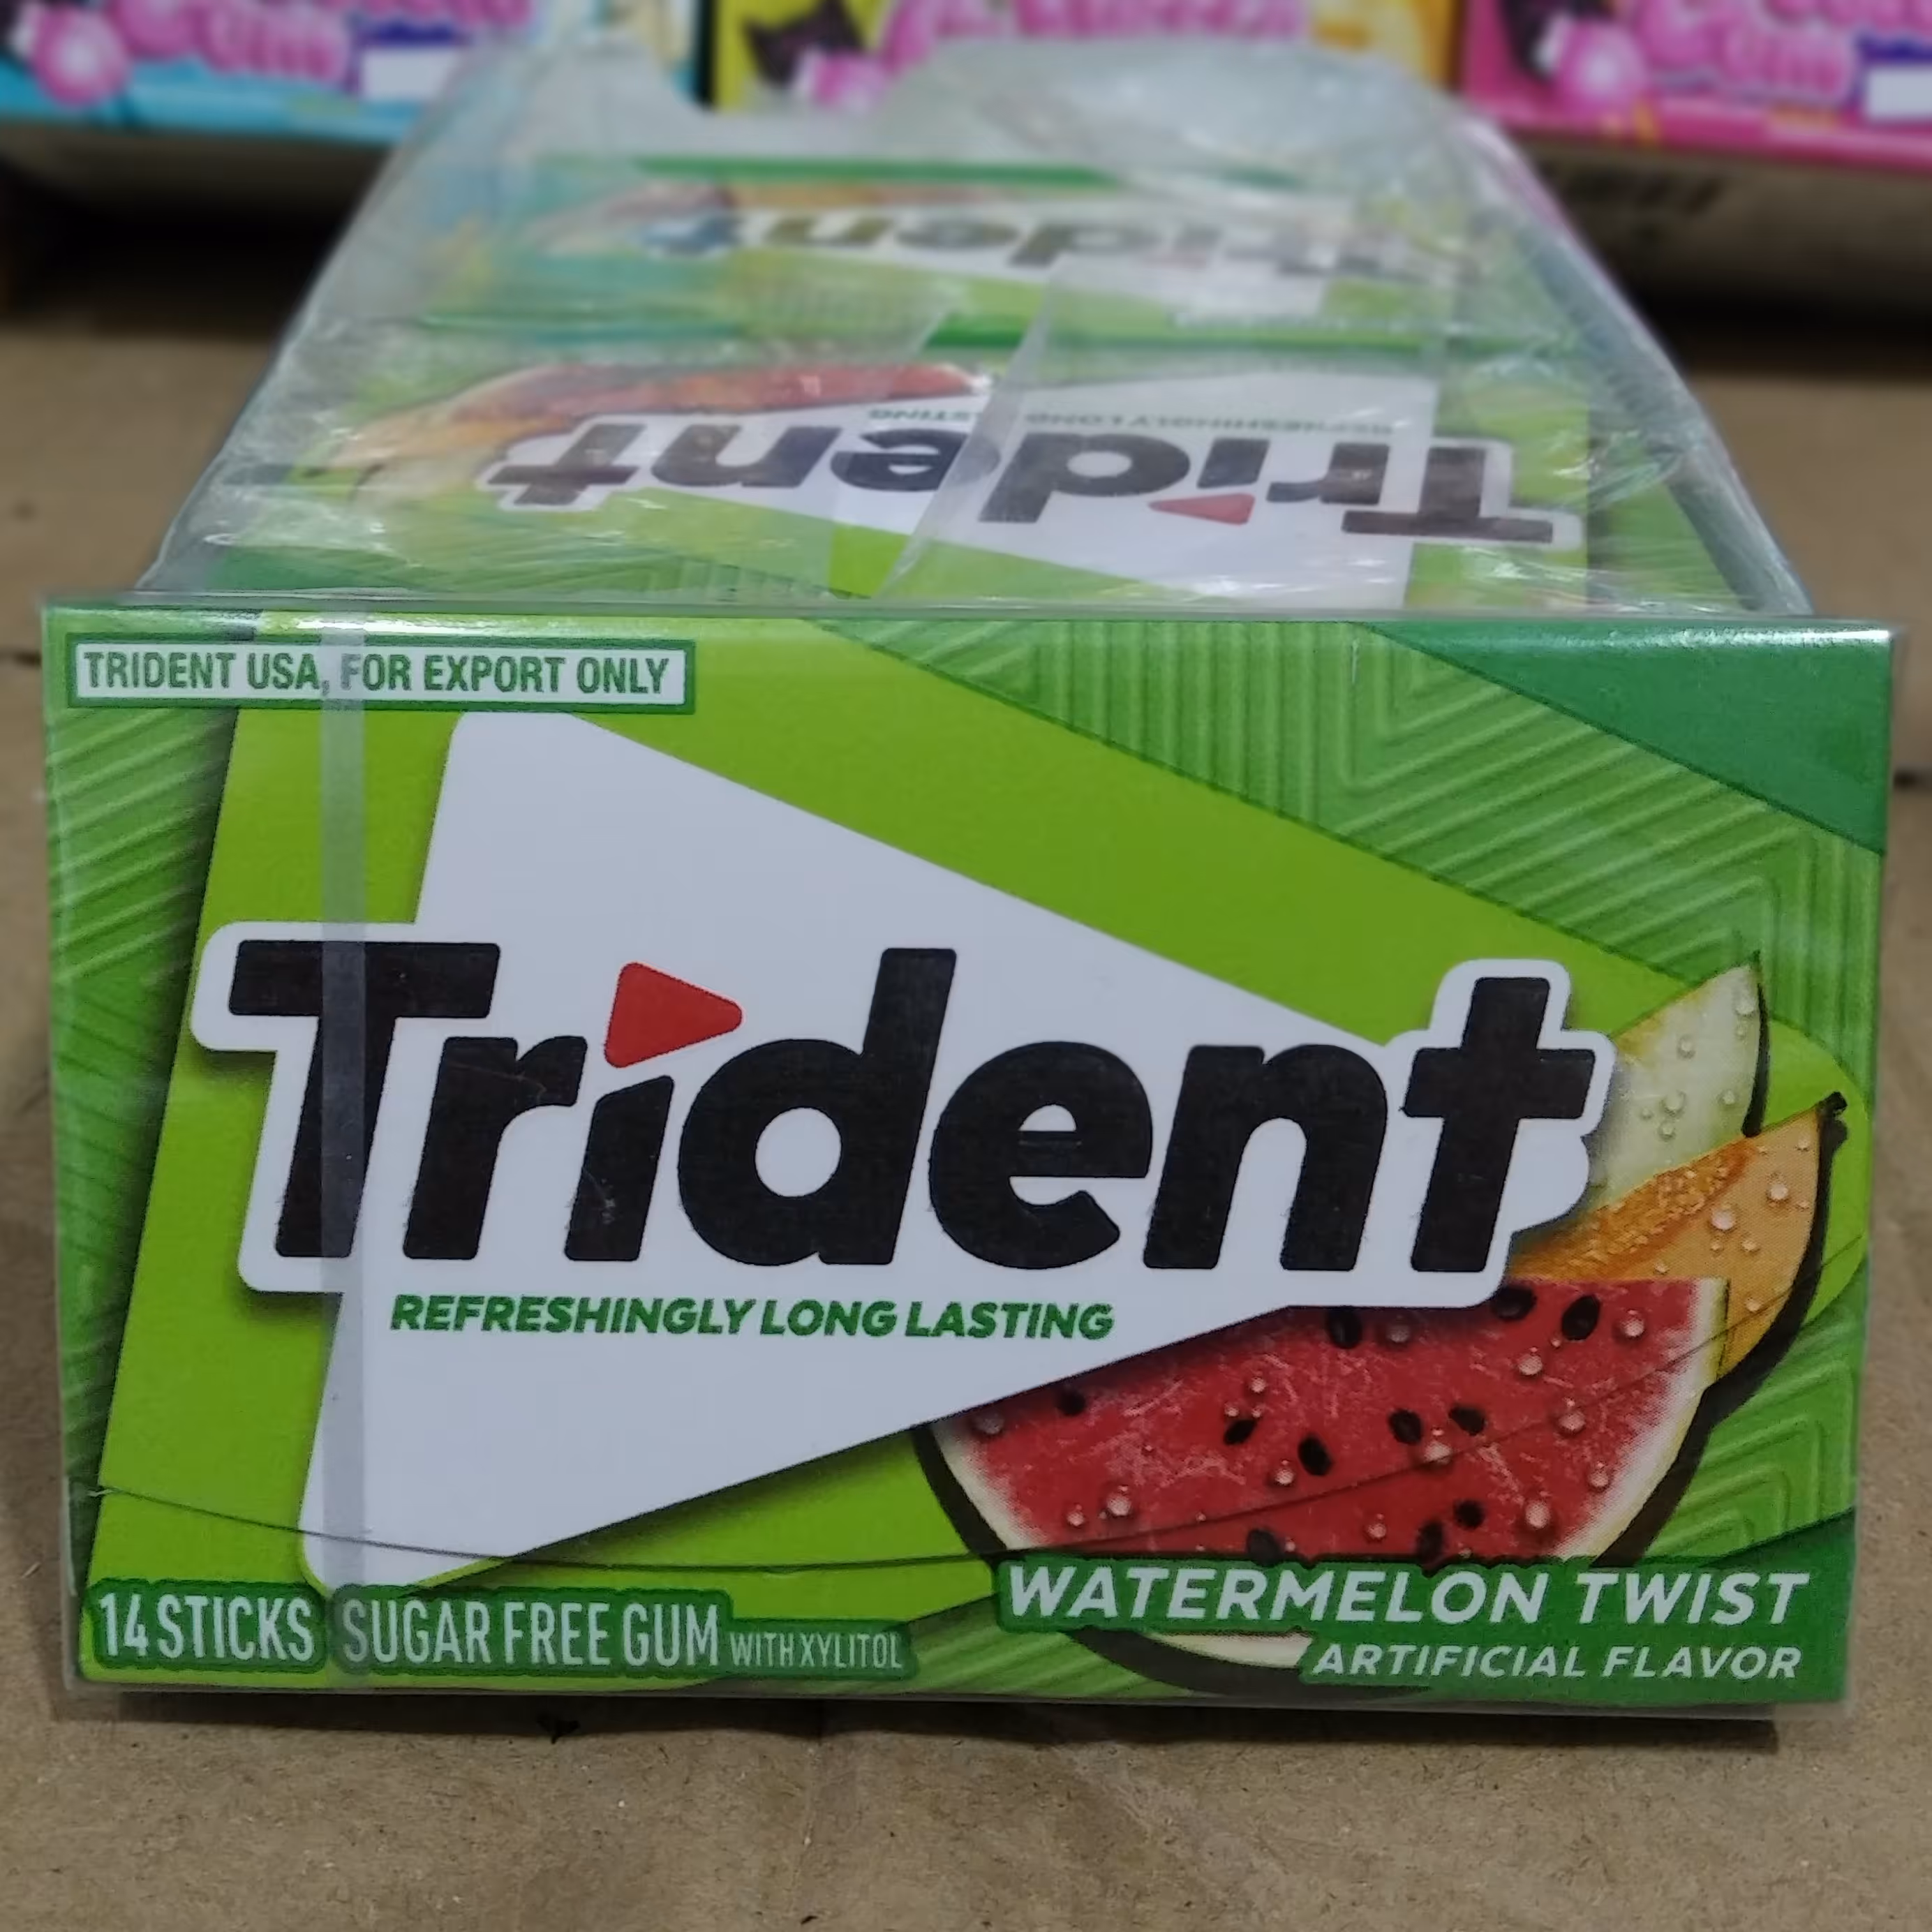 Trident
REFRESHINGLY LONG LASTING
Trident
TRIDENT USA, FOR EXPORT ONLY
Trident
REFRESHINGLY LONG LASTING
14 STICKS SUGAR FREE GUM WITH XYLITOL
WATERMELON TWIST
ARTIFICIAL FLAVOR